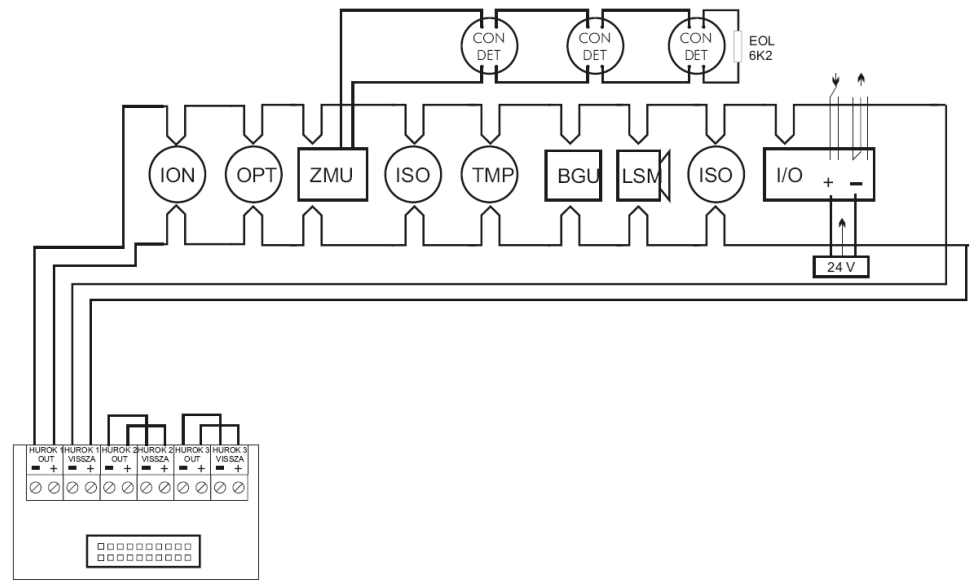 CON DET
CON DET
CON DET
EOL
6K2
ION
OPT
ZMU
ISO
TMP
BGU
LSM
ISO
I/O
+ −
24 V
HUROK 1 OUT
− +
HUROK 1 VISSZA
− +
HUROK 2 OUT
− +
HUROK 2 VISSZA
− +
HUROK 3 OUT
− +
HUROK 3 VISSZA
− +